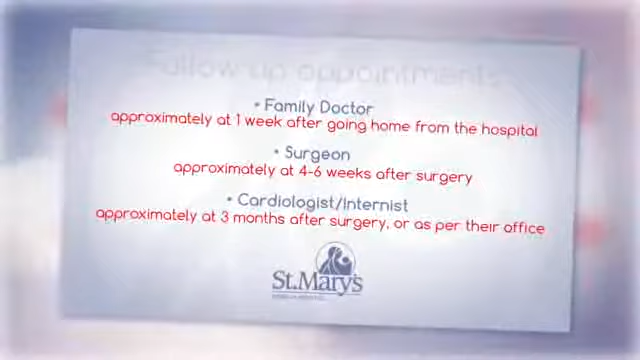 Follow up appointments
• Family Doctor
approximately at 1 week after going home from the hospital
• Surgeon
approximately at 4-6 weeks after surgery
• Cardiologist/Internist
approximately at 3 months after surgery, or as per their office
St.Mary's